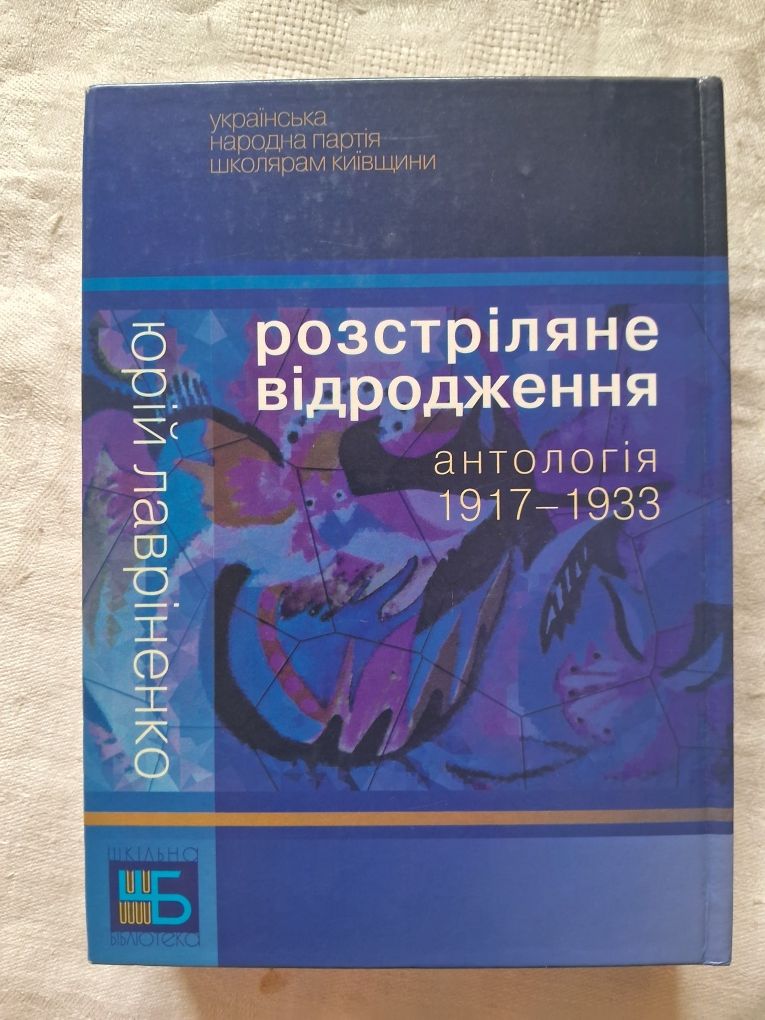 українська
народна партія
школярам київщини
розстріляне
відродження
антологія
1917–1933
юрій лавріненко
шкільна
ШБ
бібліотека